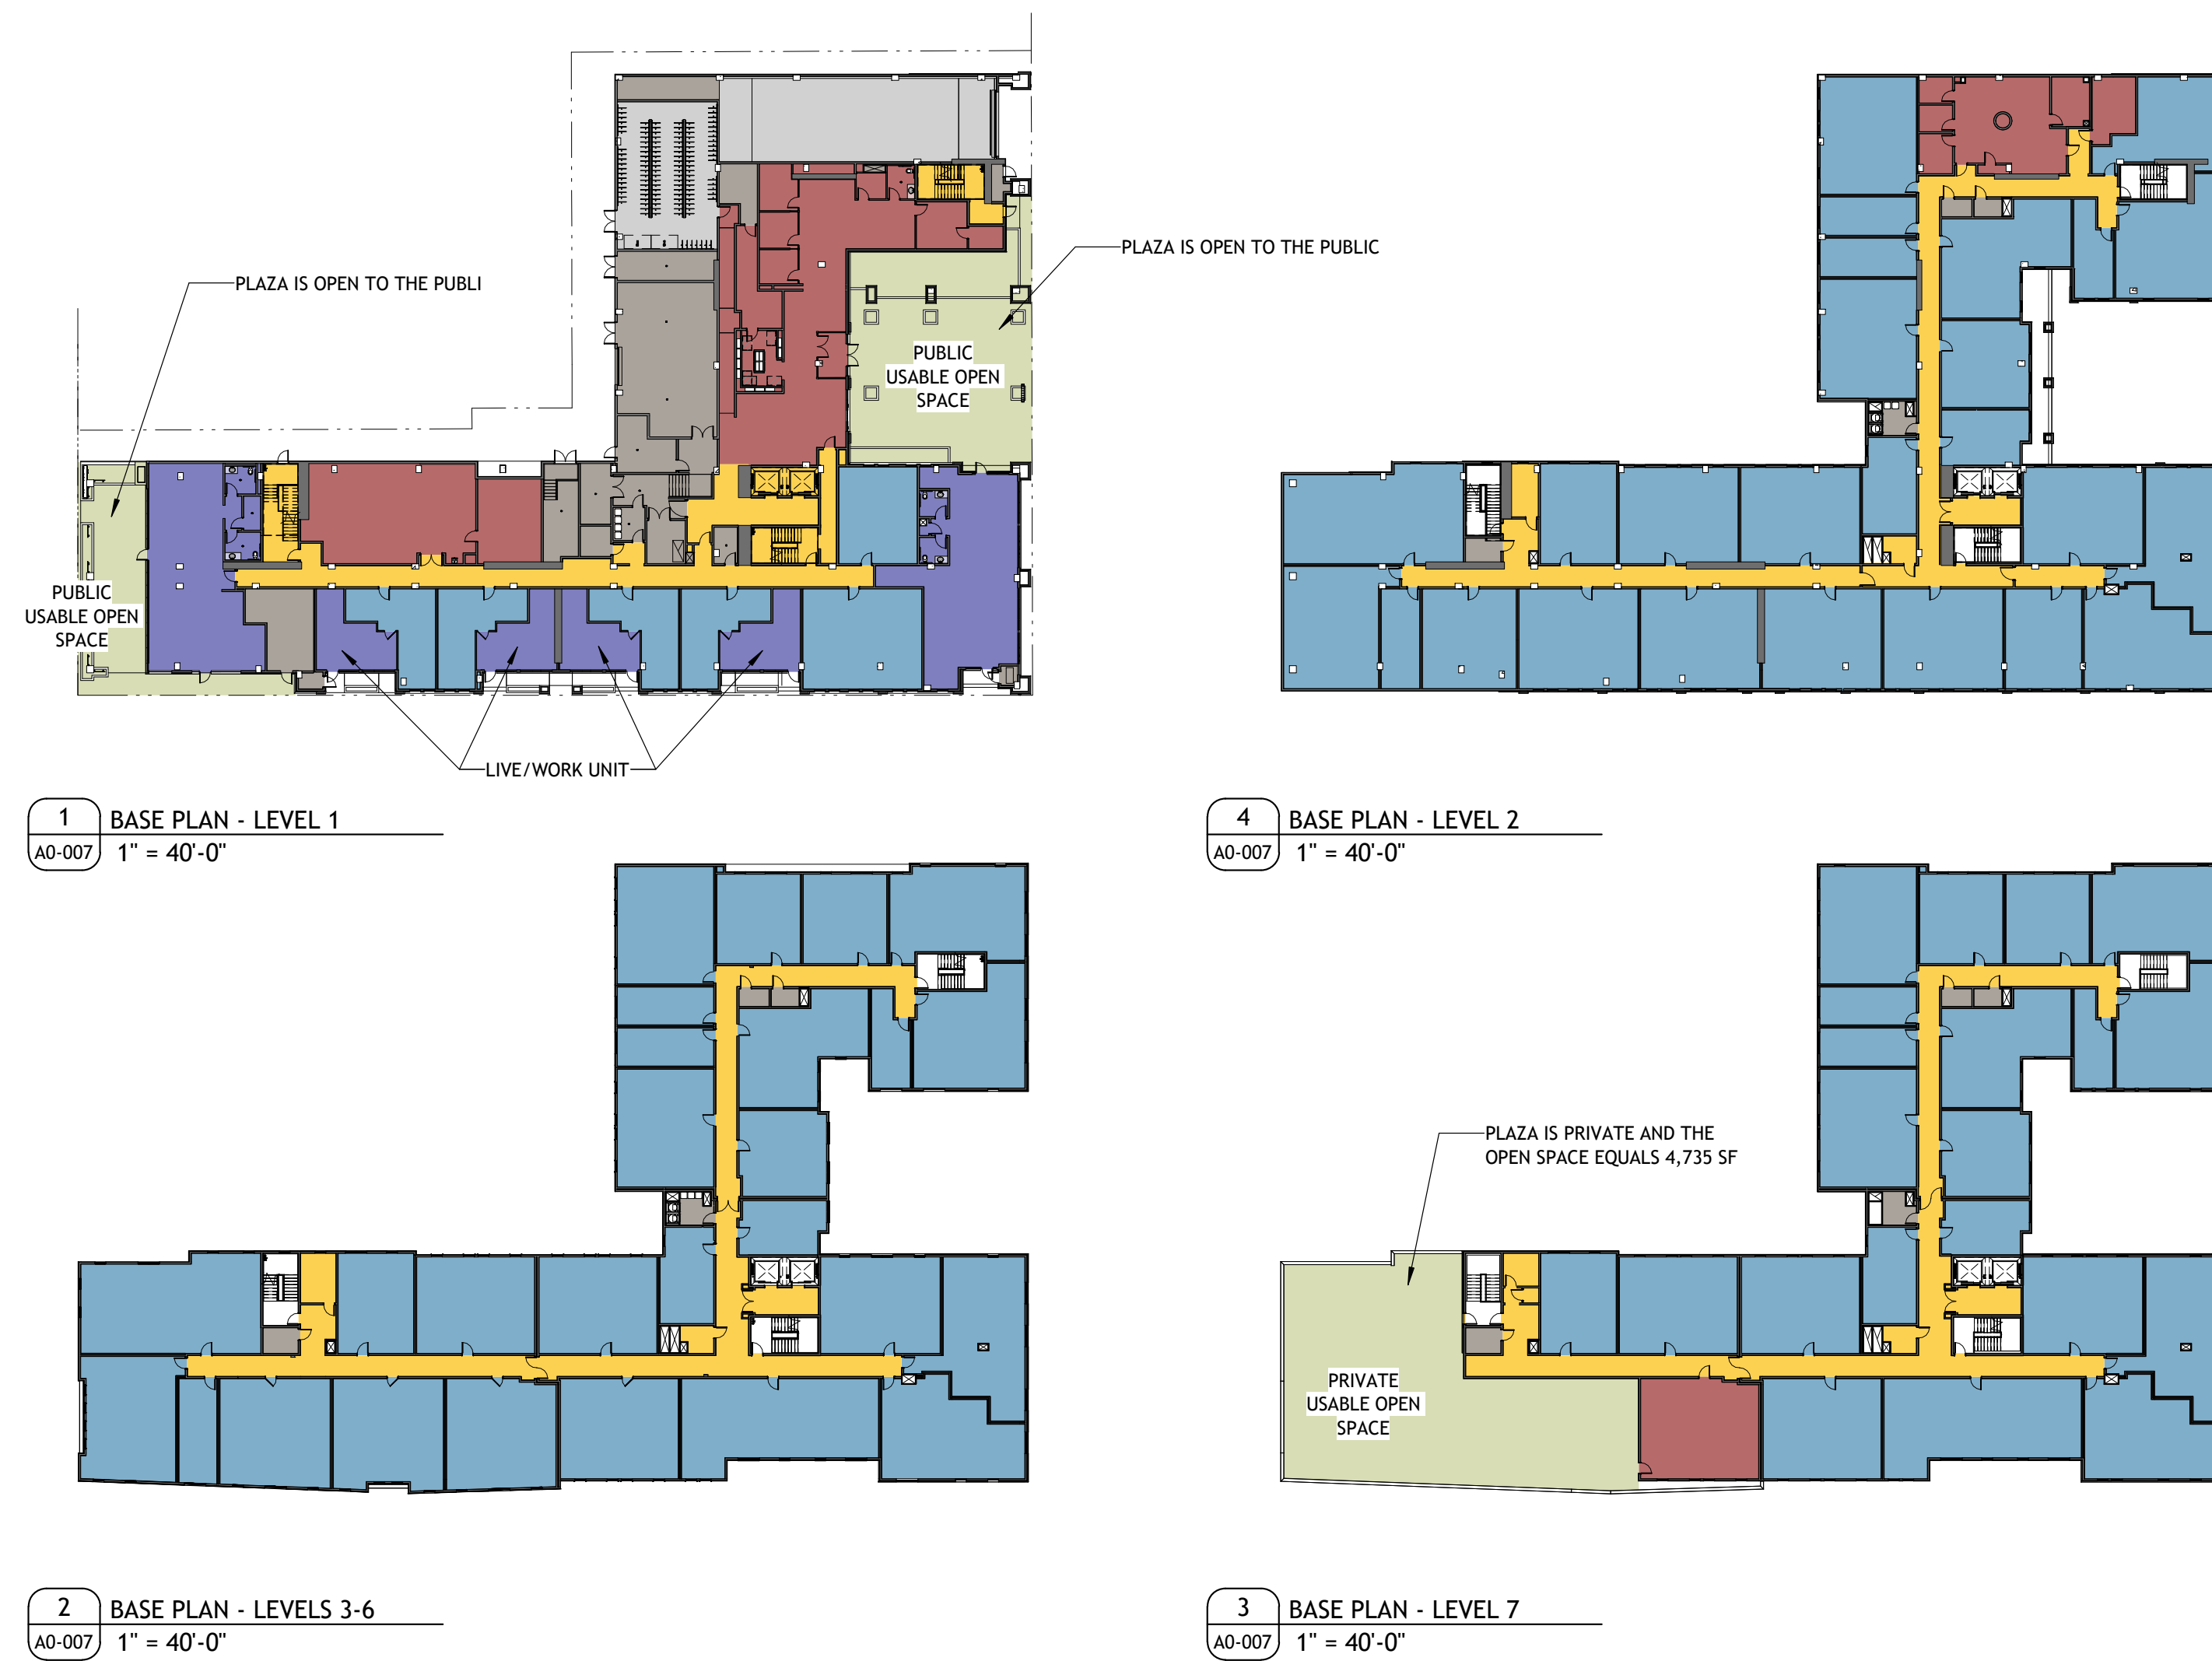 PLAZA IS OPEN TO THE PUBLIC
PLAZA IS OPEN TO THE PUBLI
PUBLIC
USABLE OPEN
SPACE
PUBLIC
USABLE OPEN
SPACE
LIVE/WORK UNIT
1
A0-007
BASE PLAN - LEVEL 1
1" = 40'-0"
4
A0-007
BASE PLAN - LEVEL 2
1" = 40'-0"
PLAZA IS PRIVATE AND THE
OPEN SPACE EQUALS 4,735 SF
PRIVATE
USABLE OPEN
SPACE
2
A0-007
BASE PLAN - LEVELS 3-6
1" = 40'-0"
3
A0-007
BASE PLAN - LEVEL 7
1" = 40'-0"